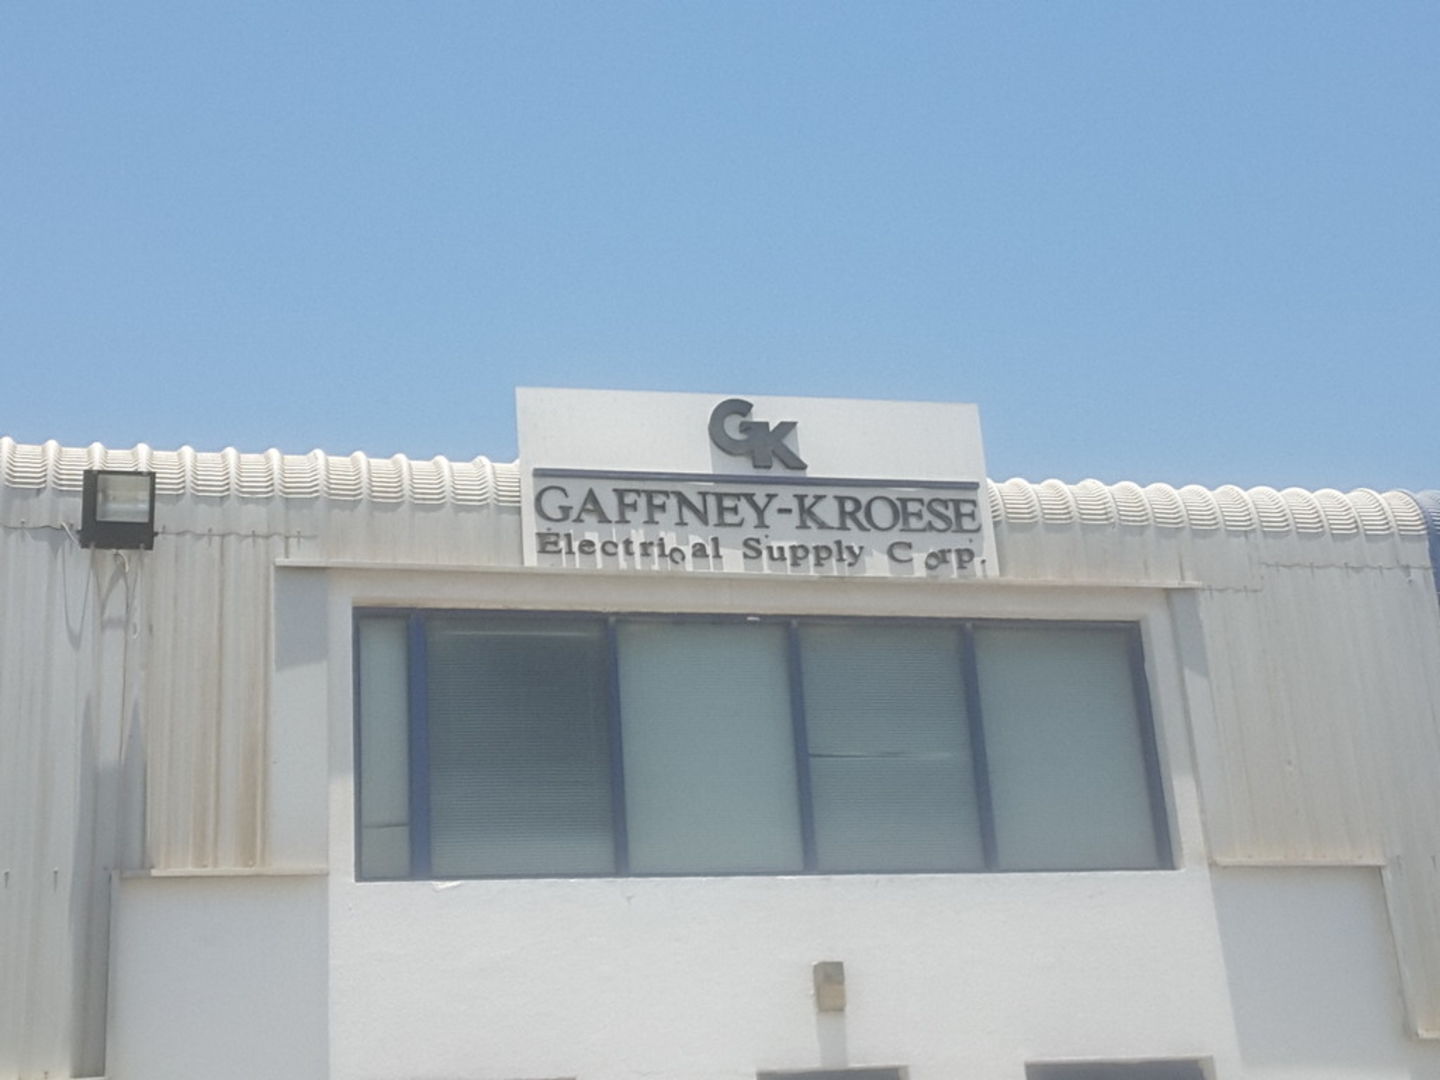 GK
GAFFNEY-KROESE
Electrical Supply Corp.